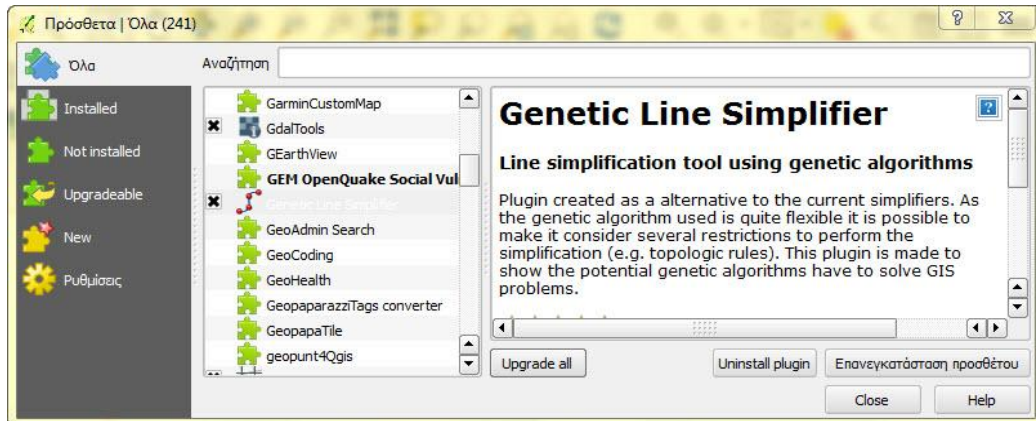 Πρόσθετα | Όλα (241)
Όλα
Installed
Not installed
Upgradeable
New
Ρυθμίσεις
Αναζήτηση
GarminCustomMap
GdalTools
GEarthView
GEM OpenQuake Social Vul
Genetic Line Simplifier
GeoAdmin Search
GeoCoding
GeoHealth
GeopaparazziTags converter
GeopapaTile
geopunt4Qgis
Genetic Line Simplifier
Line simplification tool using genetic algorithms
Plugin created as a alternative to the current simplifiers. As
the genetic algorithm used is quite flexible it is possible to
make it consider several restrictions to perform the
simplification (e.g. topologic rules). This plugin is made to
show the potential genetic algorithms have to solve GIS
problems.
Upgrade all
Uninstall plugin
Επανεγκατάσταση προσθέτου
Close
Help